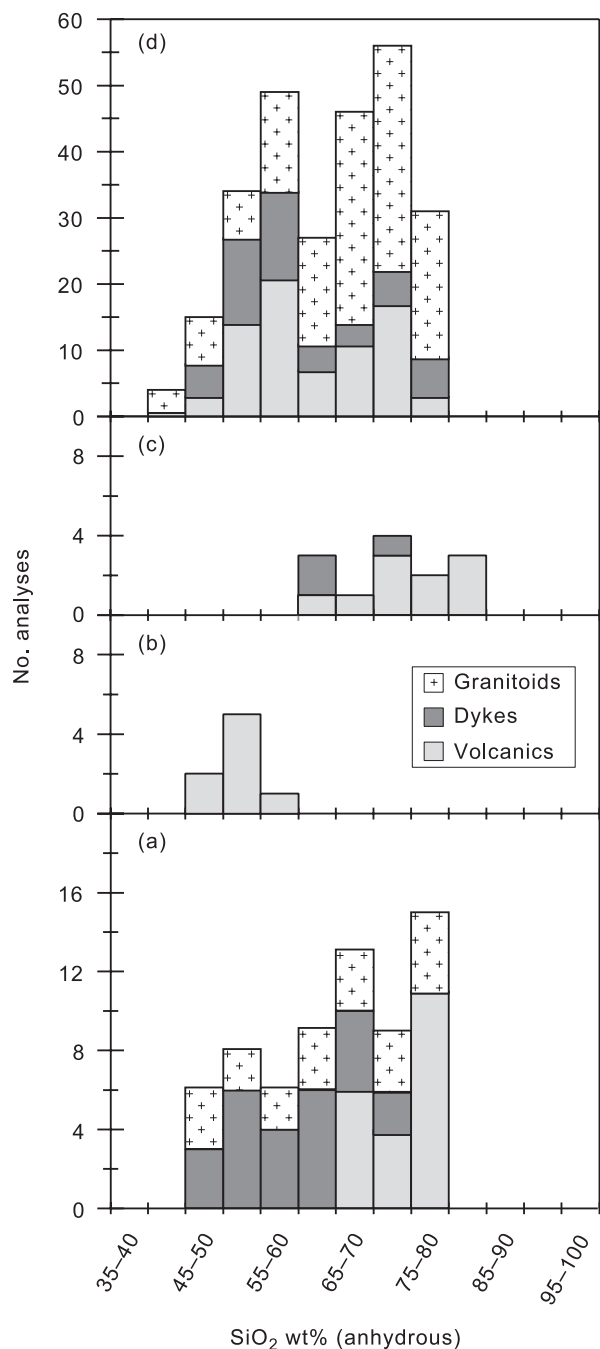 (d)
60
50
40
30
20
10
0
(c)
8
4
0
(b)
8
4
0
Granitoids
Dykes
Volcanics
(a)
16
12
8
4
0
No. analyses
35–40
45–50
55–60
65–70
75–80
85–90
95–100
SiO₂ wt% (anhydrous)